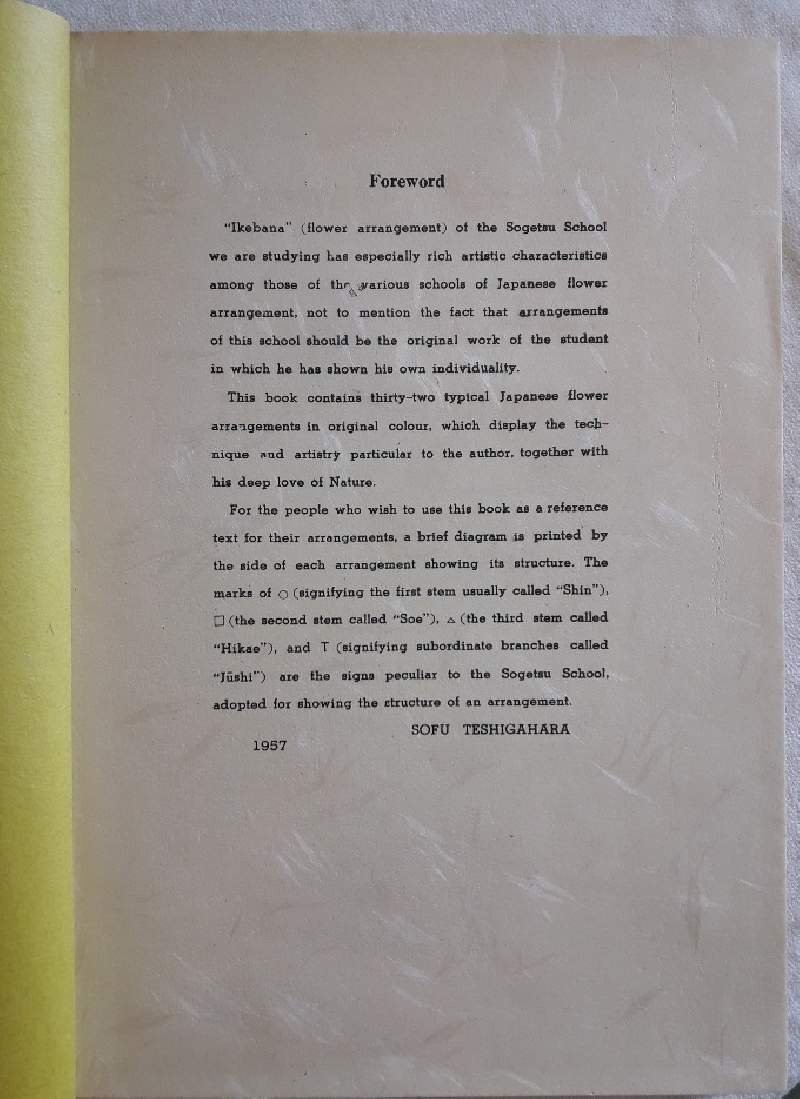 Foreword
"Ikebana" (flower arrangement) of the Sogetsu School
we are studying has especially rich artistic characteristics
among those of the various schools of Japanese flower
arrangement, not to mention the fact that arrangements
of this school should be the original work of the student
in which he has shown his own individuality.
This book contains thirty-two typical Japanese flower
arrangements in original colour, which display the tech-
nique and artistry particular to the author, together with
his deep love of Nature.
For the people who wish to use this book as a reference
text for their arrangements, a brief diagram is printed by
the side of each arrangement showing its structure. The
marks of ○ (signifying the first stem usually called "Shin"),
□ (the second stem called "Soe"), △ (the third stem called
"Hikae"), and T (signifying subordinate branches called
"Jūshi") are the signs peculiar to the Sogetsu School,
adopted for showing the structure of an arrangement.
SOFU TESHIGAHARA
1957